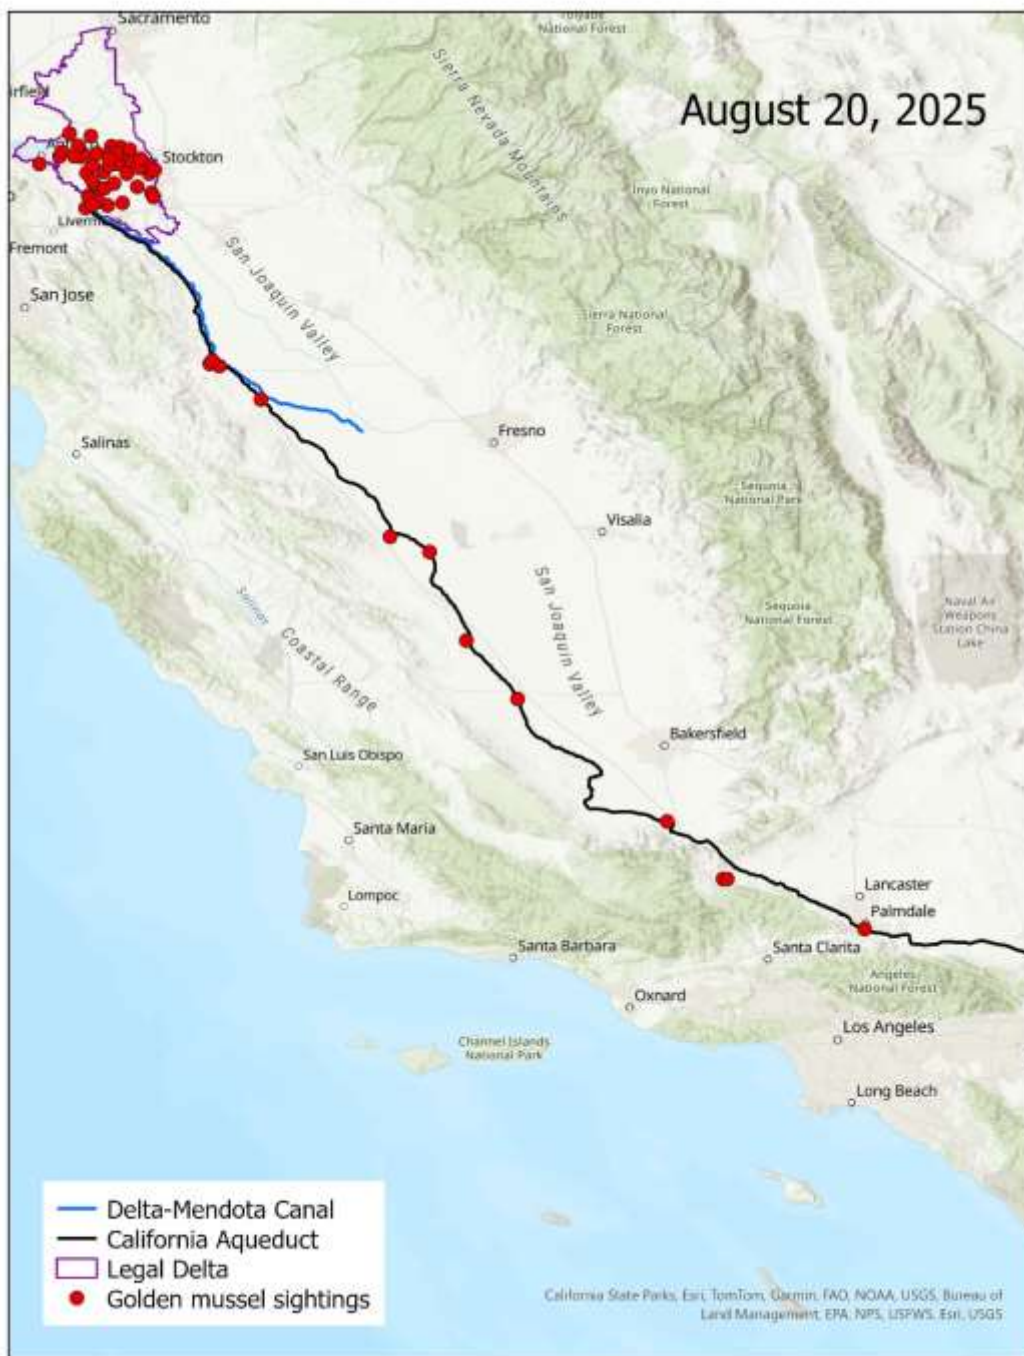 Sacramento
National Forest
August 20, 2025
Sierra Nevada Mountains
Stockton
Inyo National
Forest
Fremont
San Joaquin Valley
San Jose
Sierra National
Forest
Fresno
Salinas
Sequoia
National Park
Visalia
San Joaquin Valley
Salinas
Coastal Range
Sequoia
National Forest
Naval Air
Weapons
Station China
Lake
Bakersfield
San Luis Obispo
Santa Maria
Lancaster
Lompoc
Palmdale
Santa Barbara
Santa Clarita
Angeles
National Forest
Oxnard
Los Angeles
Channel Islands
National Park
Long Beach
Delta-Mendota Canal
California Aqueduct
Legal Delta
Golden mussel sightings
California State Parks, Esri, TomTom, Garmin, FAO, NOAA, USGS, Bureau of
Land Management, EPA, NPS, USFWS, Esri, USGS